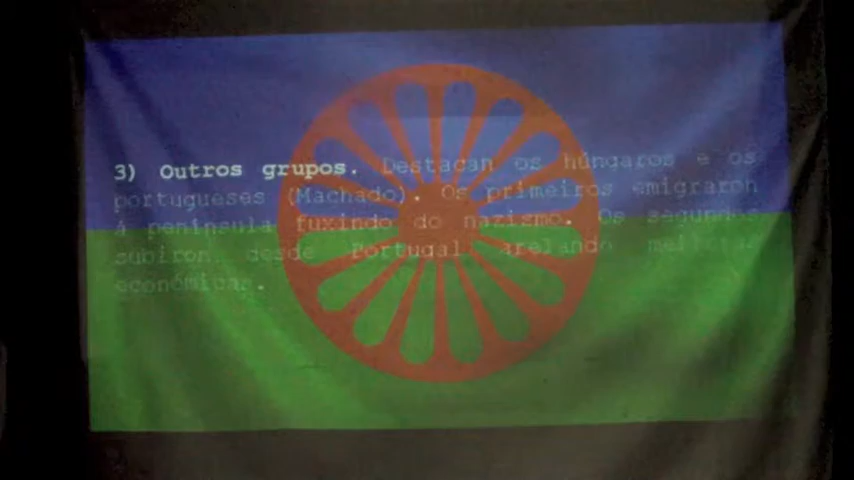 3) Outros grupos. Destacan os húngaros e os
portugueses (Machado). Os primeiros emigraron
á península fuxindo do nazismo. Os segundos
subiron desde Portugal arelando melloras
económicas.